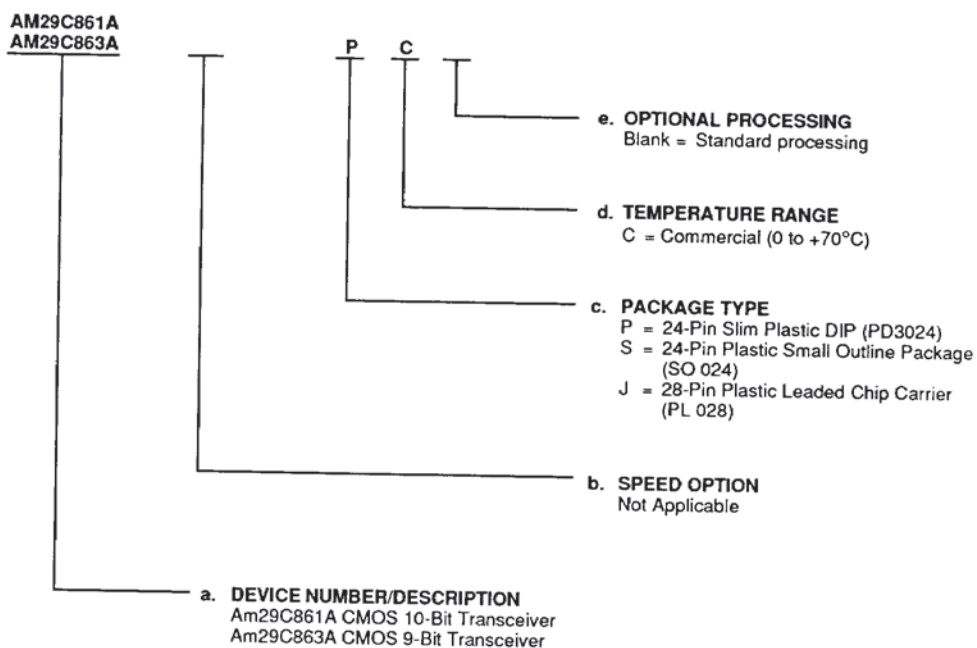 AM29C861A
AM29C863A
P C
e. OPTIONAL PROCESSING
Blank = Standard processing
d. TEMPERATURE RANGE
C = Commercial (0 to +70°C)
c. PACKAGE TYPE
P = 24-Pin Slim Plastic DIP (PD3024)
S = 24-Pin Plastic Small Outline Package
(SO 024)
J = 28-Pin Plastic Leaded Chip Carrier
(PL 028)
b. SPEED OPTION
Not Applicable
a. DEVICE NUMBER/DESCRIPTION
Am29C861A CMOS 10-Bit Transceiver
Am29C863A CMOS 9-Bit Transceiver